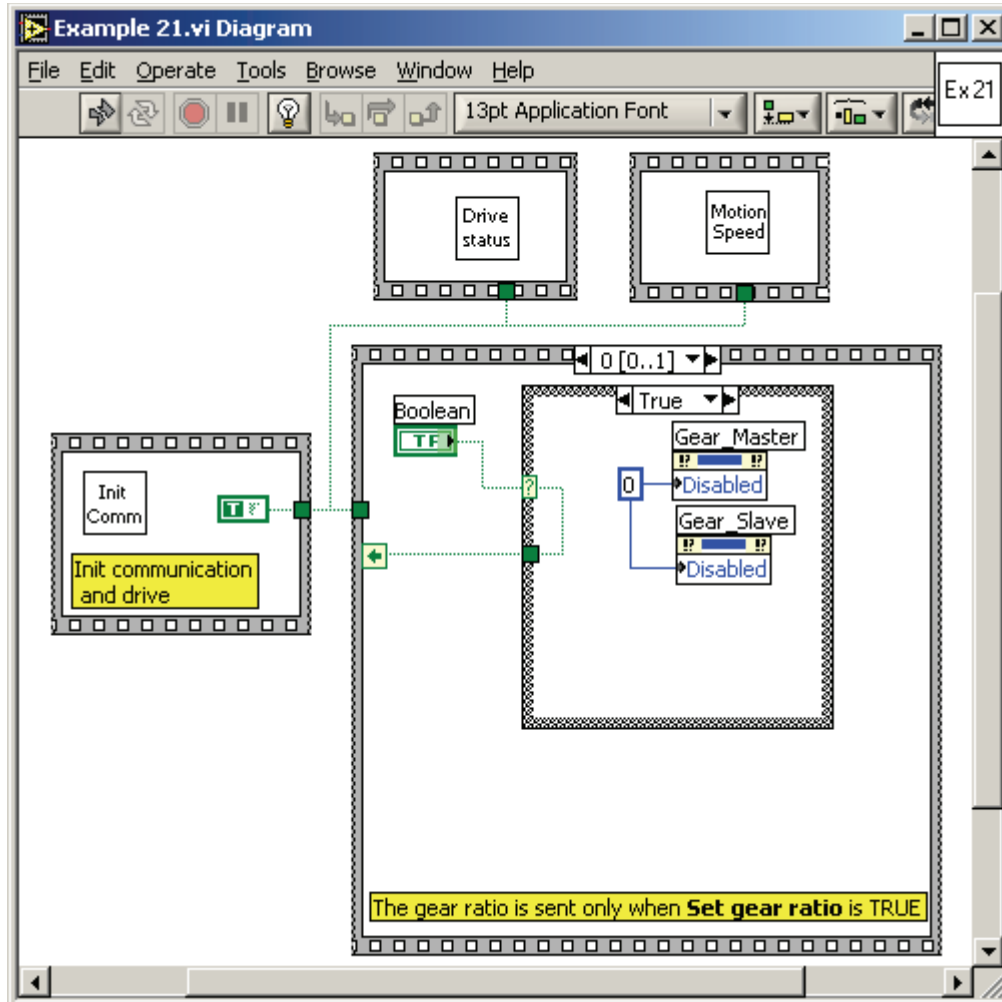 Example 21.vi Diagram
File Edit Operate Tools Browse Window Help
Ex 21
13pt Application Font
Drive
status
Motion
Speed
0 [0..1]
True
Boolean
TF
Gear_Master
!? !?
0
Disabled
Gear_Slave
!? !?
Disabled
?
Init
Comm
T
Init communication
and drive
The gear ratio is sent only when Set gear ratio is TRUE